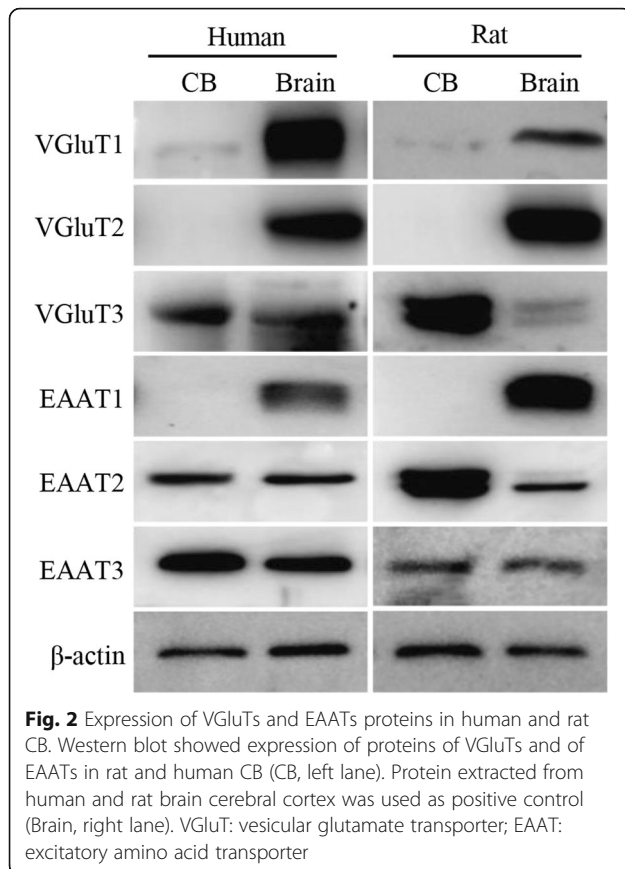 Human Rat
CB Brain CB Brain
VGluT1
VGluT2
VGluT3
EAAT1
EAAT2
EAAT3
β-actin
Fig. 2 Expression of VGluTs and EAATs proteins in human and rat
CB. Western blot showed expression of proteins of VGluTs and of
EAATs in rat and human CB (CB, left lane). Protein extracted from
human and rat brain cerebral cortex was used as positive control
(Brain, right lane). VGluT: vesicular glutamate transporter; EAAT:
excitatory amino acid transporter